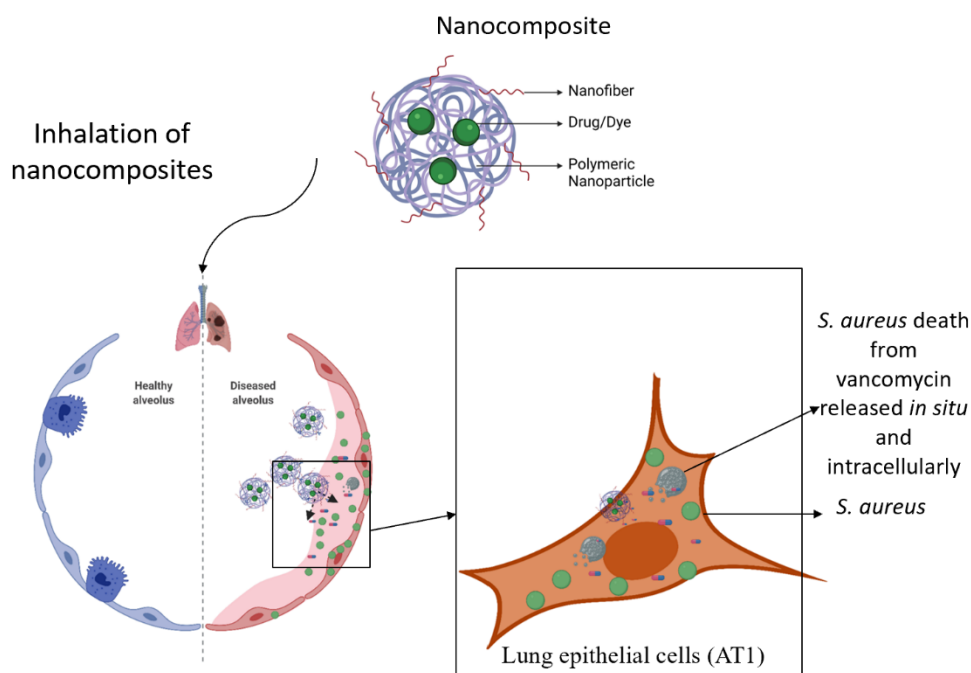 Nanocomposite
Nanofiber
Drug/Dye
Polymeric
Nanoparticle
Inhalation of
nanocomposites
Healthy
alveolus
Diseased
alveolus
S. aureus death
from
vancomycin
released in situ
and
intracellularly
S. aureus
Lung epithelial cells (AT1)